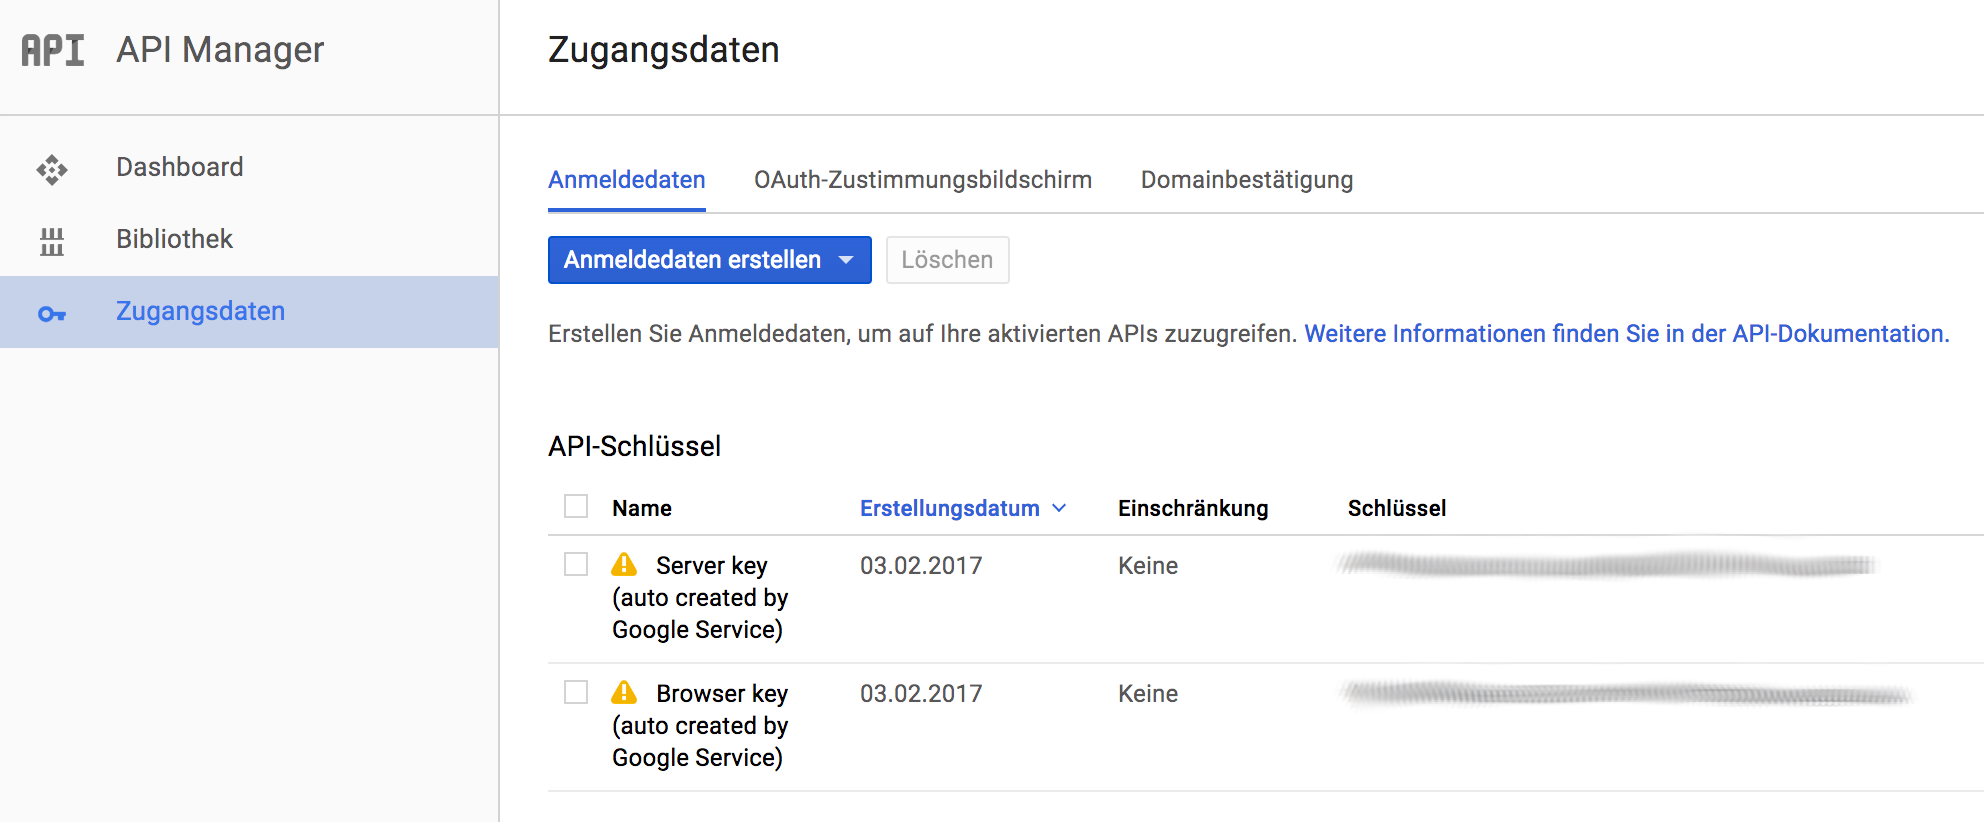 API API Manager
Zugangsdaten
Dashboard
Bibliothek
Zugangsdaten
Anmeldedaten OAuth-Zustimmungsbildschirm Domainbestätigung
Anmeldedaten erstellen Löschen
Erstellen Sie Anmeldedaten, um auf Ihre aktivierten APIs zuzugreifen. Weitere Informationen finden Sie in der API-Dokumentation.
API-Schlüssel
Name Erstellungsdatum Einschränkung Schlüssel
Server key 03.02.2017 Keine
(auto created by
Google Service)
Browser key 03.02.2017 Keine
(auto created by
Google Service)